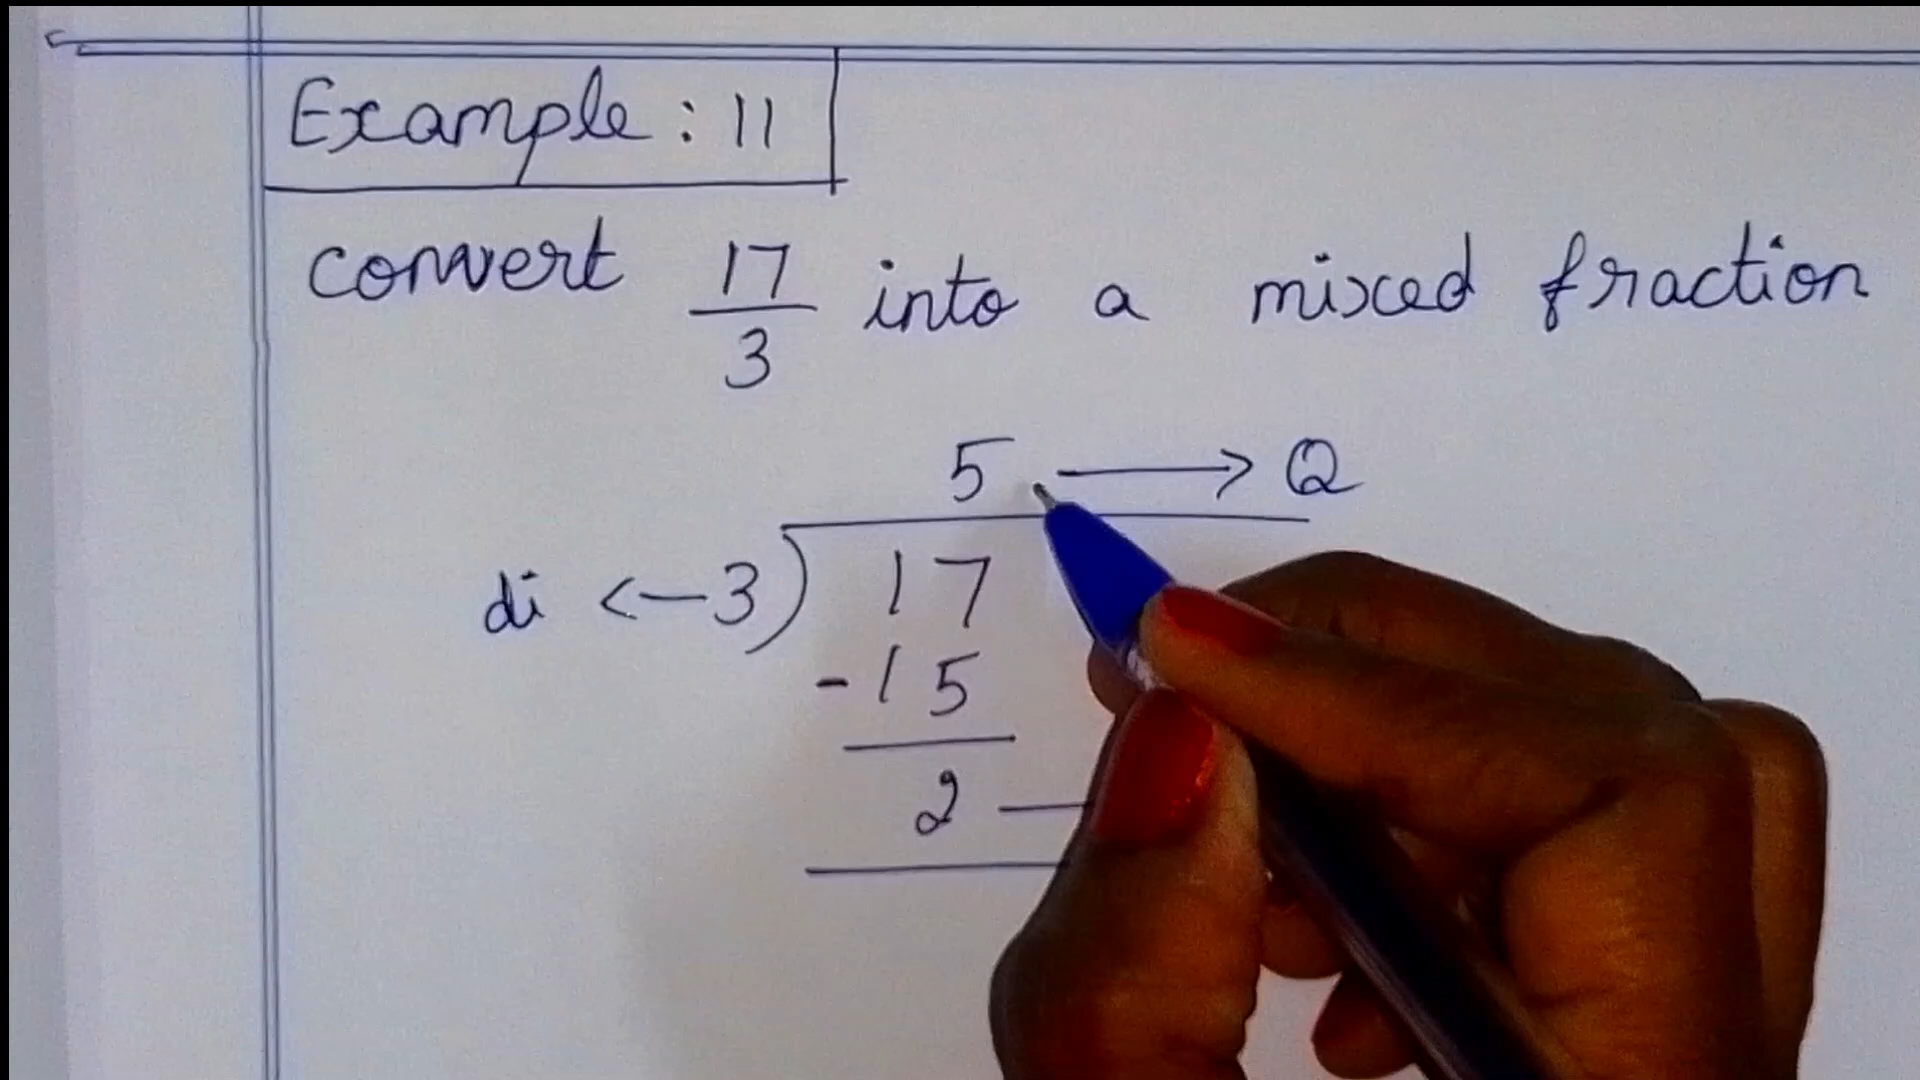 Example : 11
convert 17/3 into a mixed fraction
5 → Q
di ← 3) 17
- 15
2 —